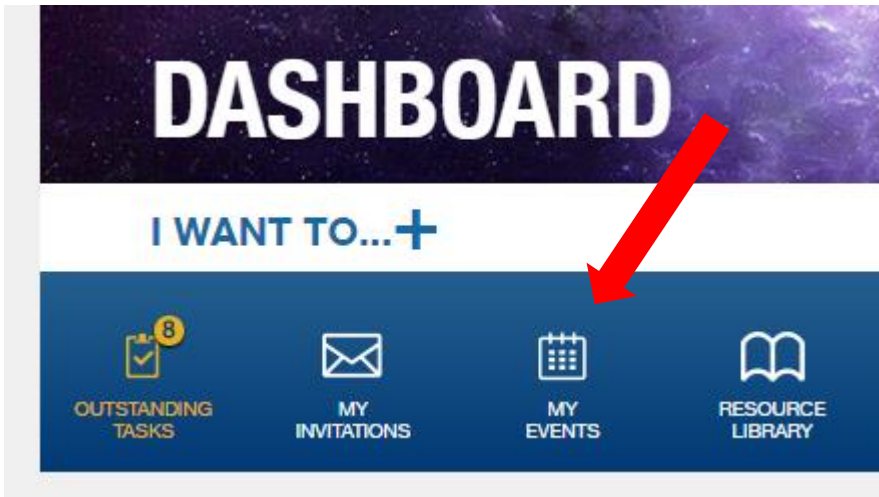 DASHBOARD
I WANT TO...+
8
OUTSTANDING
TASKS
MY
INVITATIONS
MY
EVENTS
RESOURCE
LIBRARY